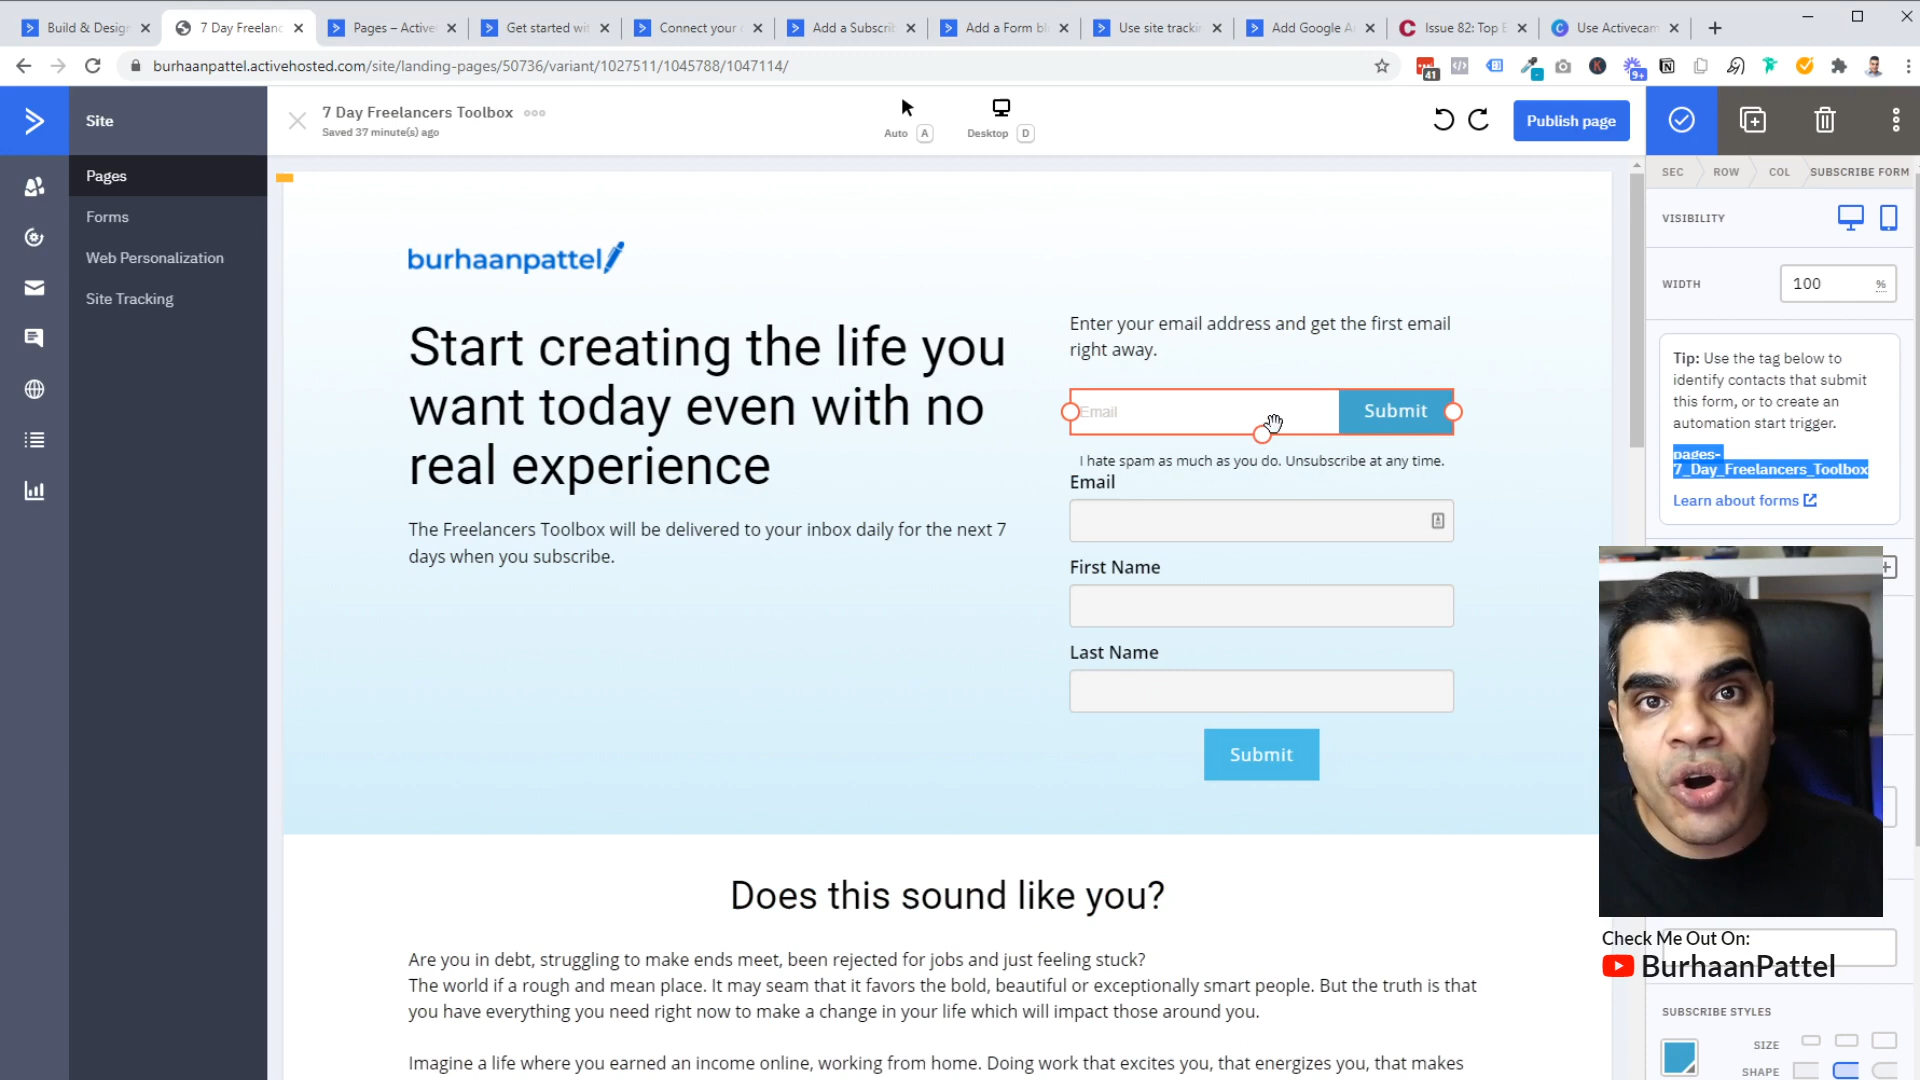 Build & Design
7 Day Freelanc
Pages – Active
Get started wit
Connect your
Add a Subscri
Add a Form bl
Use site trackin
Add Google A
Issue 82: Top
Use Activecam
burhaanpattel.activehosted.com/site/landing-pages/50736/variant/1027511/1045788/1047114/
41
9+
Site
Pages
Forms
Web Personalization
Site Tracking
7 Day Freelancers Toolbox
Saved 37 minute(s) ago
Auto A
Desktop D
Publish page
burhaanpattel
Start creating the life you
want today even with no
real experience
The Freelancers Toolbox will be delivered to your inbox daily for the next 7
days when you subscribe.
Enter your email address and get the first email
right away.
Email
Submit
I hate spam as much as you do. Unsubscribe at any time.
Email
First Name
Last Name
Submit
Does this sound like you?
Are you in debt, struggling to make ends meet, been rejected for jobs and just feeling stuck?
The world if a rough and mean place. It may seam that it favors the bold, beautiful or exceptionally smart people. But the truth is that
you have everything you need right now to make a change in your life which will impact those around you.
Imagine a life where you earned an income online, working from home. Doing work that excites you, that energizes you, that makes
SEC ROW COL SUBSCRIBE FORM
VISIBILITY
WIDTH 100 %
Tip: Use the tag below to
identify contacts that submit
this form, or to create an
automation start trigger.
pages-
7_Day_Freelancers_Toolbox
Learn about forms
Check Me Out On:
BurhaanPattel
SUBSCRIBE STYLES
SIZE
SHAPE